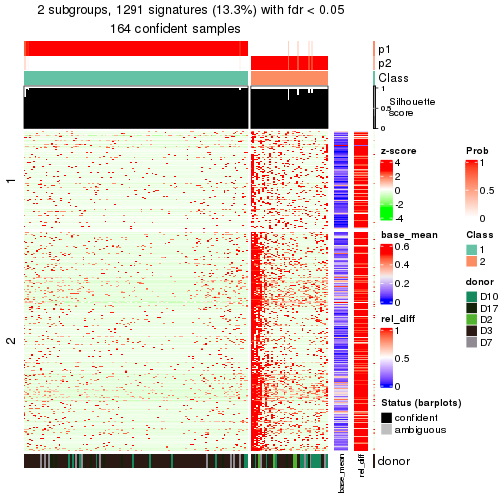 2 subgroups, 1291 signatures (13.3%) with fdr < 0.05
164 confident samples
p1
p2
Class
1
0.5
0
Silhouette
score
1
2
z-score
4
2
0
-2
-4
base_mean
0.6
0.4
0.2
0
rel_diff
1
0.5
0
Status (barplots)
confident
ambiguous
Prob
1
0.5
0
Class
1
2
donor
D10
D17
D2
D3
D7
base_mean
rel_diff
donor